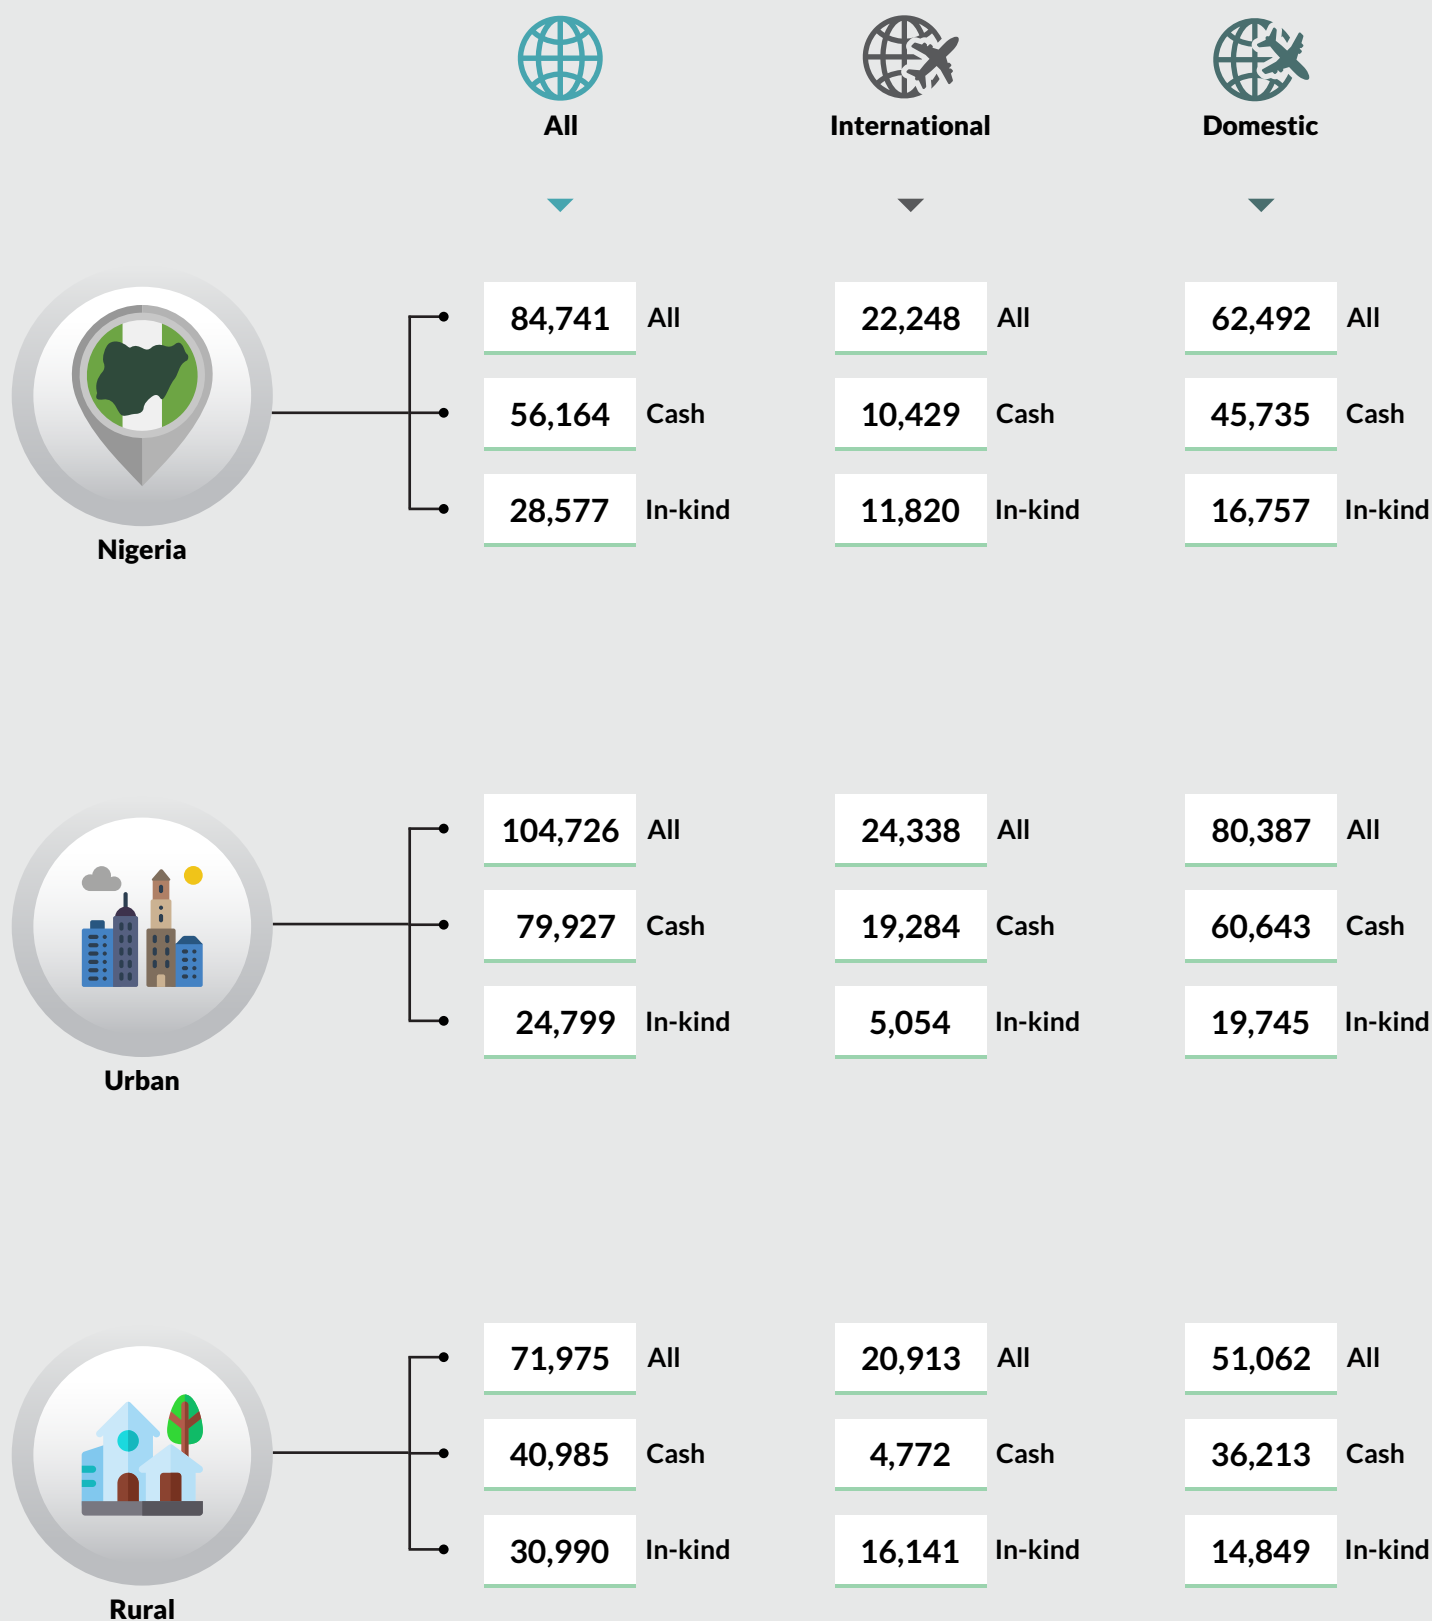 All International Domestic
84,741 All 22,248 All 62,492 All
56,164 Cash 10,429 Cash 45,735 Cash
28,577 In-kind 11,820 In-kind 16,757 In-kind
Nigeria
104,726 All 24,338 All 80,387 All
79,927 Cash 19,284 Cash 60,643 Cash
24,799 In-kind 5,054 In-kind 19,745 In-kind
Urban
71,975 All 20,913 All 51,062 All
40,985 Cash 4,772 Cash 36,213 Cash
30,990 In-kind 16,141 In-kind 14,849 In-kind
Rural